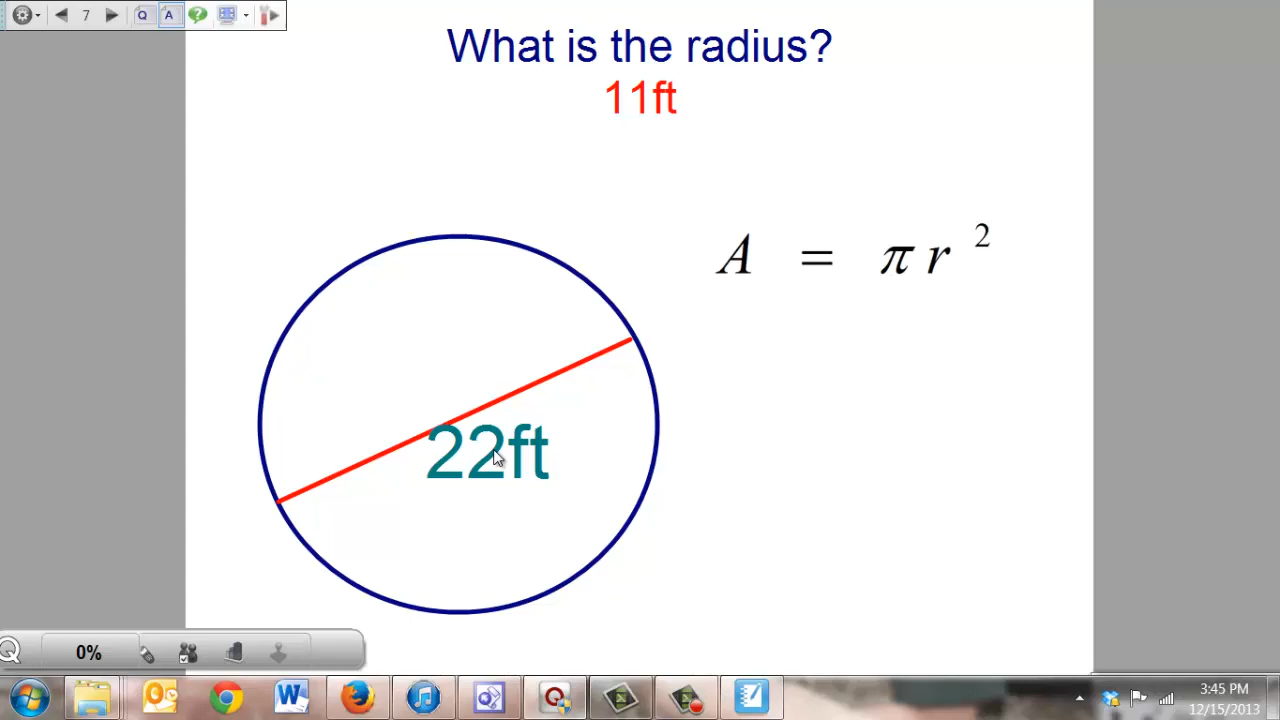 7 Q A ?
What is the radius?
11ft
A = πr²
22ft
0%
3:45 PM
12/15/2013